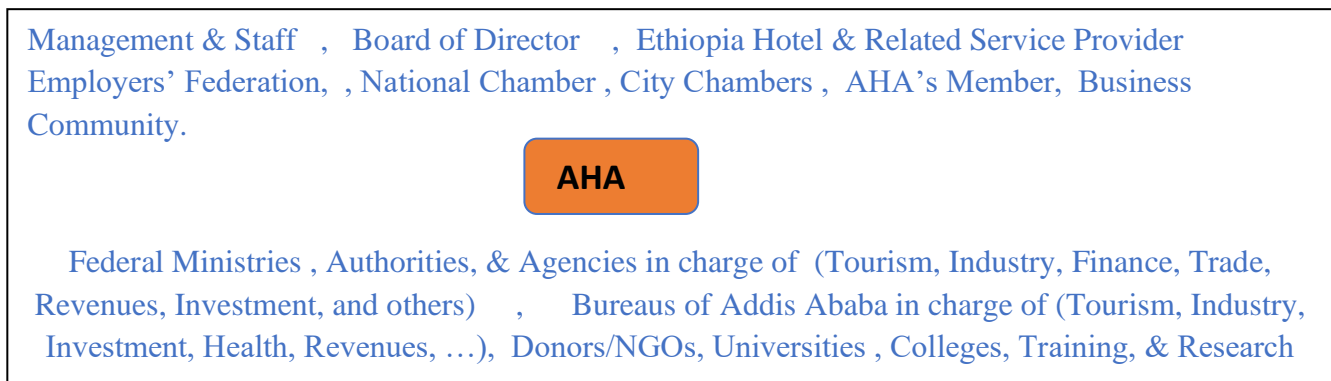 Management & Staff , Board of Director , Ethiopia Hotel & Related Service Provider
Employers’ Federation, , National Chamber , City Chambers , AHA’s Member, Business
Community.
AHA
Federal Ministries , Authorities, & Agencies in charge of (Tourism, Industry, Finance, Trade,
Revenues, Investment, and others) , Bureaus of Addis Ababa in charge of (Tourism, Industry,
Investment, Health, Revenues, …), Donors/NGOs, Universities , Colleges, Training, & Research